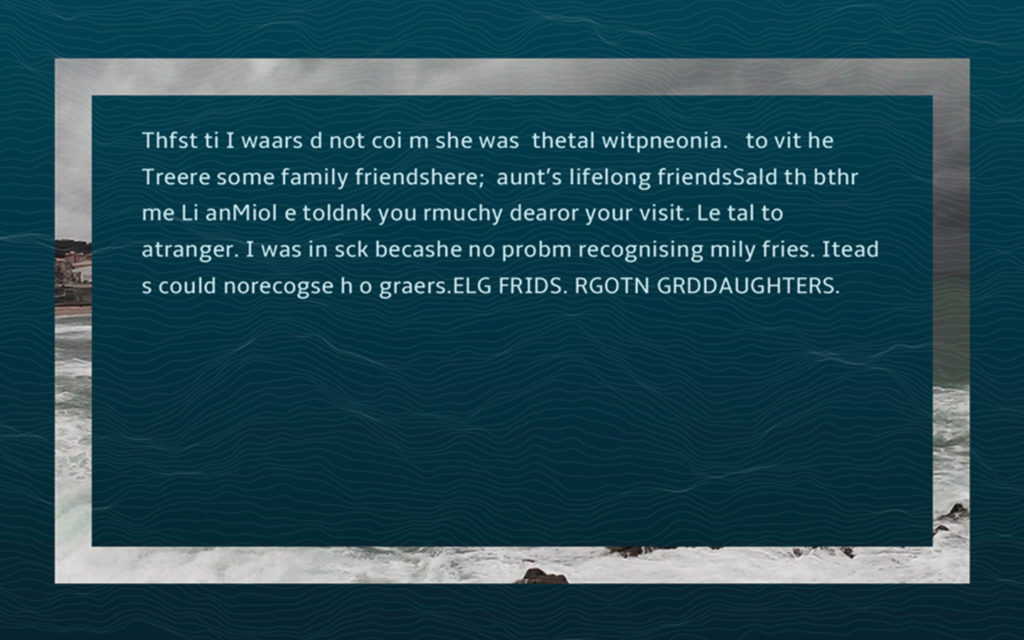 Thfst ti I waars d not coi m she was thetal witpneonia. to vit he
Treere some family friendshere; aunt's lifelong friendsSald th bthr
me Li anMiol e toldnk you rmuchy dearor your visit. Le tal to
atranger. I was in sck becashe no probm recognising mily fries. Itead
s could norecogse h o graers.ELG FRIDS. RGOTN GRDDAUGHTERS.